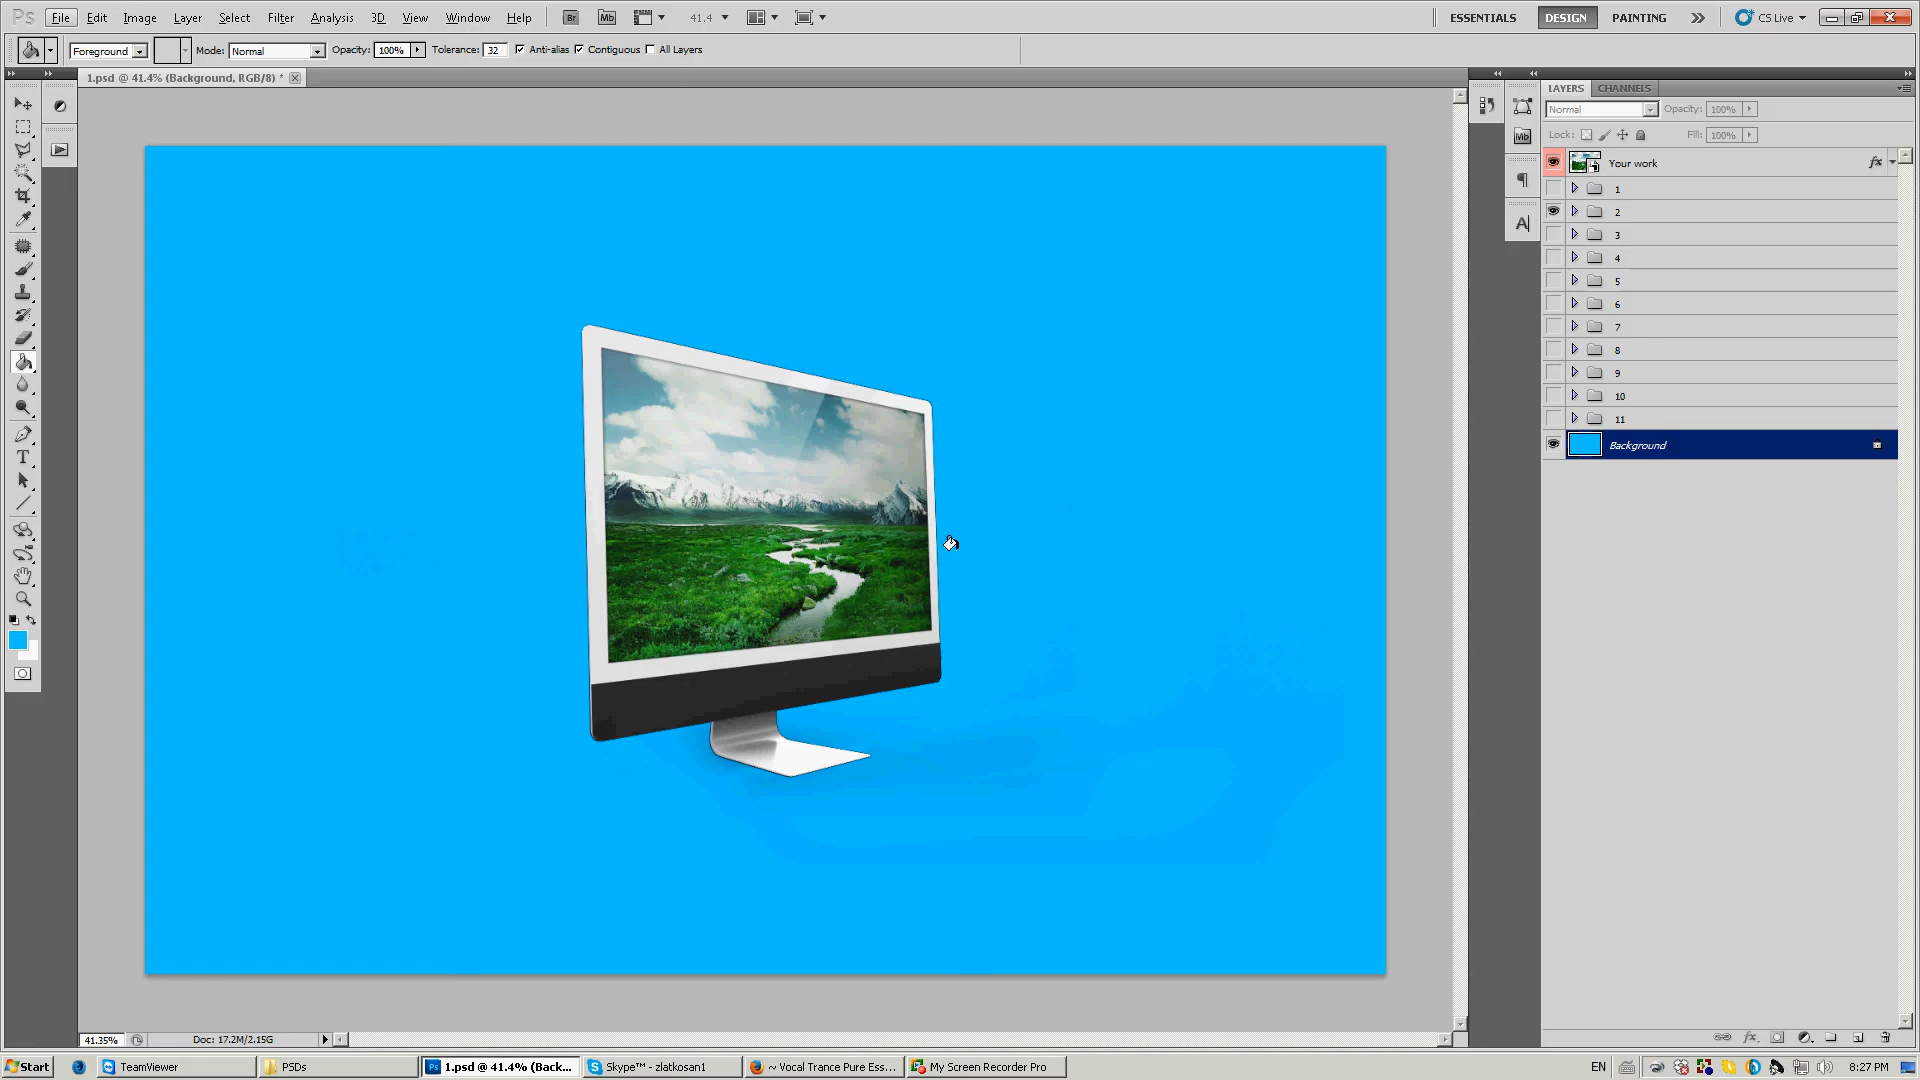 Ps File Edit Image Layer Select Filter Analysis 3D View Window Help Br Mb 41.4 ESSENTIALS DESIGN PAINTING CS Live
Foreground Mode: Normal Opacity: 100% Tolerance: 32 Anti-alias Contiguous All Layers
1.psd @ 41.4% (Background, RGB/8) *
LAYERS CHANNELS
Normal Opacity: 100%
Lock: Fill: 100%
Mb
Your work fx
1
2
3
4
5
6
7
8
9
10
11
Background
T
A
41.35% Doc: 17.2M/2.15G
fx
Start TeamViewer PSDs 1.psd @ 41.4% (Back... Skype™ - zlatkosan1 ~ Vocal Trance Pure Ess... My Screen Recorder Pro EN 8:27 PM